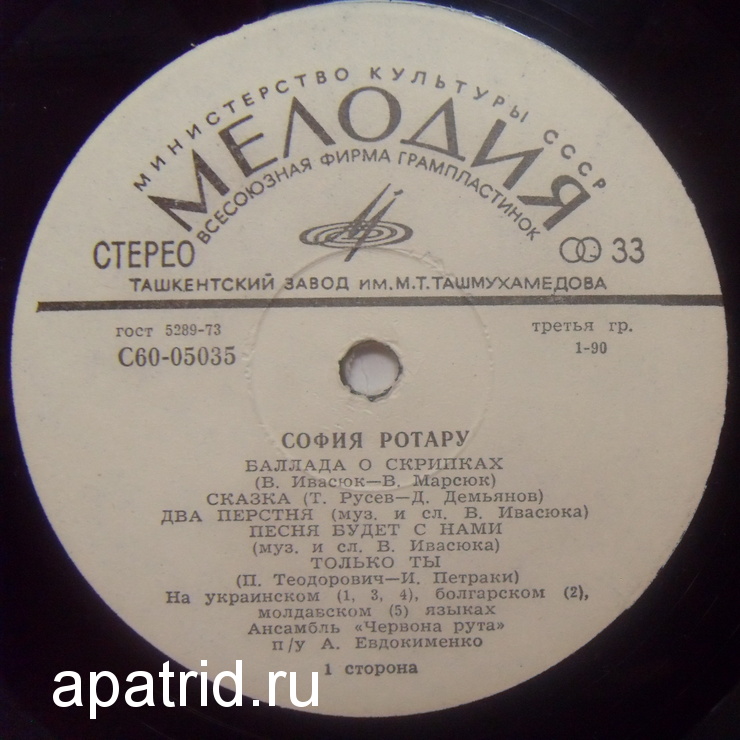 МИНИСТЕРСТВО КУЛЬТУРЫ СССР
МЕЛОДИЯ
ВСЕСОЮЗНАЯ ФИРМА ГРАМПЛАСТИНОК
СТЕРЕО
33
ТАШКЕНТСКИЙ ЗАВОД ИМ. М. Т. ТАШМУХАМЕДОВА
гост 5289-73
третья гр.
С60-05035
1-90
СОФИЯ РОТАРУ
БАЛЛАДА О СКРИПКАХ
(В. Ивасюк—В. Марсюк)
СКАЗКА (Т. Русев—Д. Демьянов)
ДВА ПЕРСТНЯ (муз. и сл. В. Ивасюка)
ПЕСНЯ БУДЕТ С НАМИ
(муз. и сл. В. Ивасюка)
ТОЛЬКО ТЫ
(П. Теодорович—И. Петраки)
На украинском (1, 3, 4), болгарском (2),
молдавском (5) языках
Ансамбль «Червона рута»
п/у А. Евдокименко
1 сторона
apatrid.ru